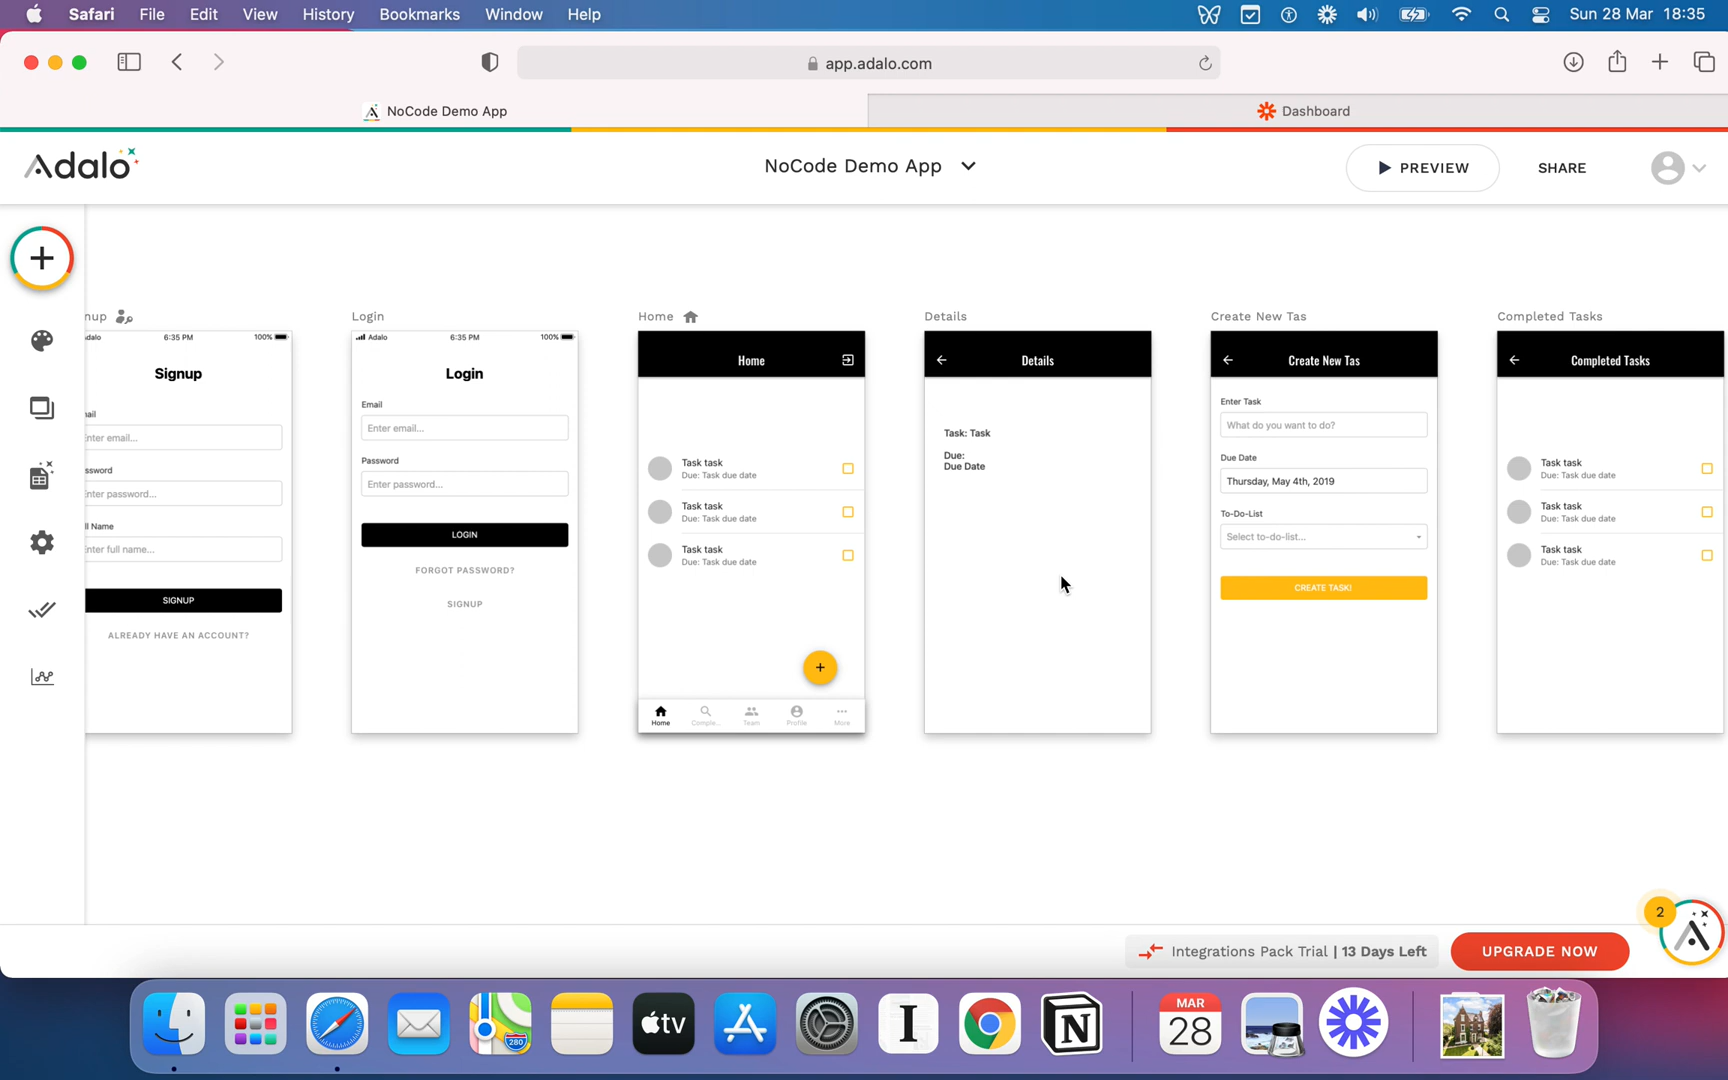 Safari File Edit View History Bookmarks Window Help Sun 28 Mar 18:35
app.adalo.com
NoCode Demo App Dashboard
Adalo NoCode Demo App PREVIEW SHARE
nup
dalo 6:35 PM 100%
Signup
nail
nter email...
ssword
nter password...
ll Name
nter full name...
SIGNUP
ALREADY HAVE AN ACCOUNT?
Login
Adalo 6:35 PM 100%
Login
Email
Enter email...
Password
Enter password...
LOGIN
FORGOT PASSWORD?
SIGNUP
Home
Home
Task task
Due: Task due date
Task task
Due: Task due date
Task task
Due: Task due date
+
Home Comple... Team Profile More
Details
Details
Task: Task
Due:
Due Date
Create New Tas
Create New Tas
Enter Task
What do you want to do?
Due Date
Thursday, May 4th, 2019
To-Do-List
Select to-do-list...
CREATE TASK!
Completed Tasks
Completed Tasks
Task task
Due: Task due date
Task task
Due: Task due date
Task task
Due: Task due date
2
Integrations Pack Trial | 13 Days Left UPGRADE NOW
280 tv I N MAR
28